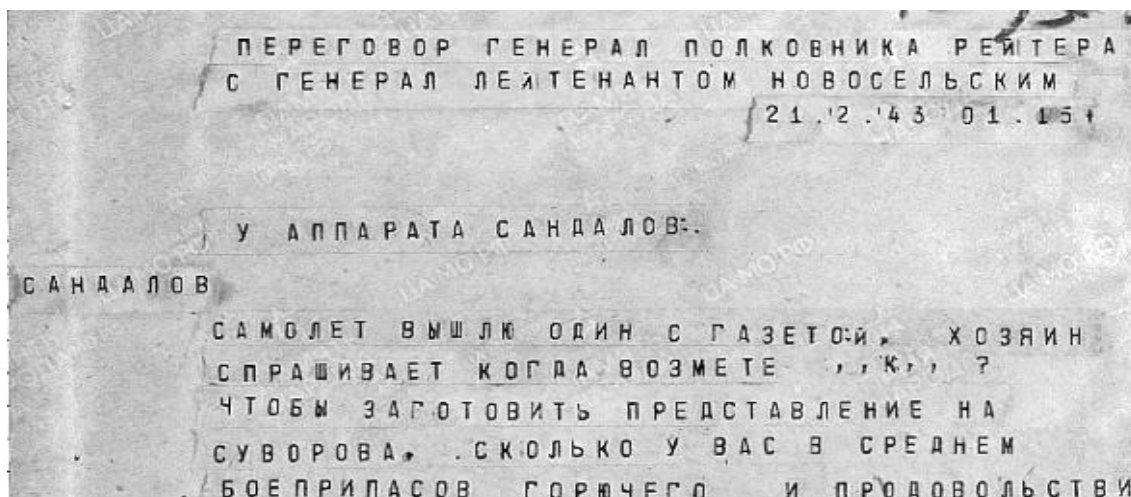 ПЕРЕГОВОР ГЕНЕРАЛ ПОЛКОВНИКА РЕЙТЕРА
С ГЕНЕРАЛ ЛЕЙТЕНАНТОМ НОВОСЕЛЬСКИМ
21.2.43 01.15
У АППАРАТА САНДАЛОВ.
САНДАЛОВ
САМОЛЕТ ВЫШЛЮ ОДИН С ГАЗЕТОЙ. ХОЗЯИН
СПРАШИВАЕТ КОГДА ВОЗМЕТЕ ,,К,, ?
ЧТОБЫ ЗАГОТОВИТЬ ПРЕДСТАВЛЕНИЕ НА
СУВОРОВА. .СКОЛЬКО У ВАС В СРЕДНЕМ
БОЕПРИПАСОВ ГОРЮЧЕГО И ПРОДОВОЛЬСТВИ